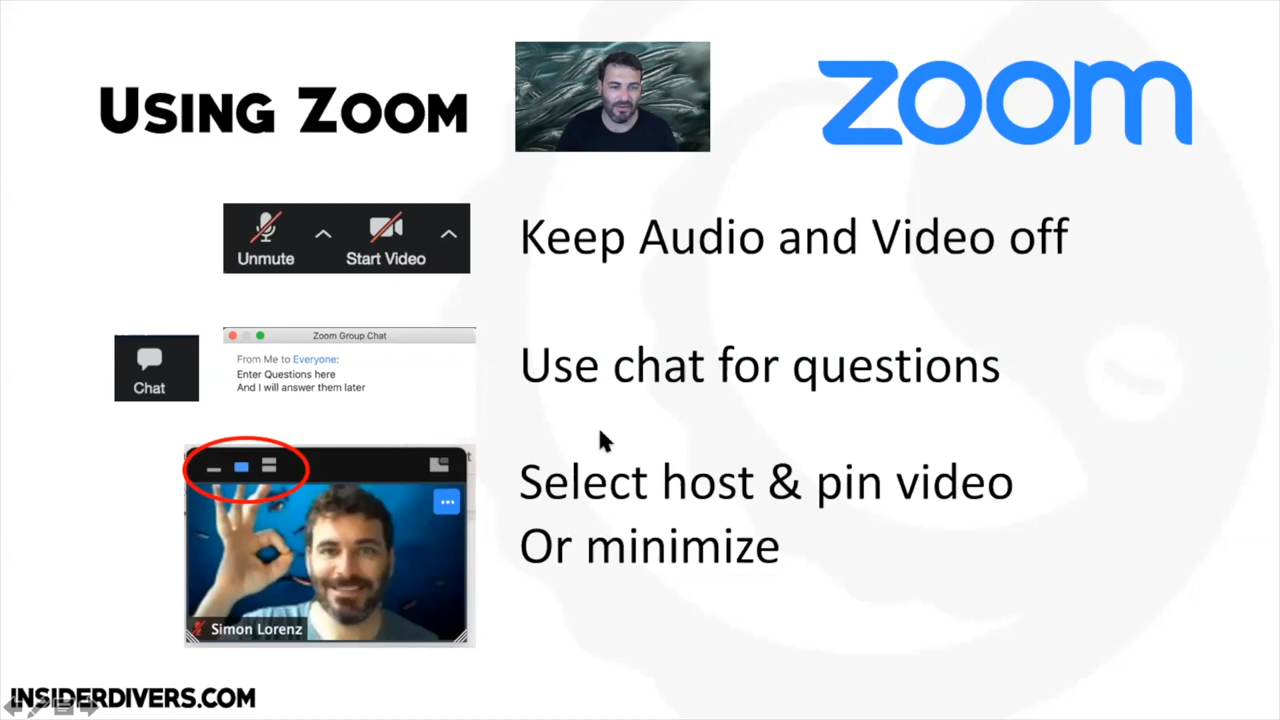 USING ZOOM
zoom
Unmute
Start Video
Keep Audio and Video off
Chat
Zoom Group Chat
From Me to Everyone:
Enter Questions here
And I will answer them later
Use chat for questions
Select host & pin video
Or minimize
Simon Lorenz
INSIDERDIVERS.COM